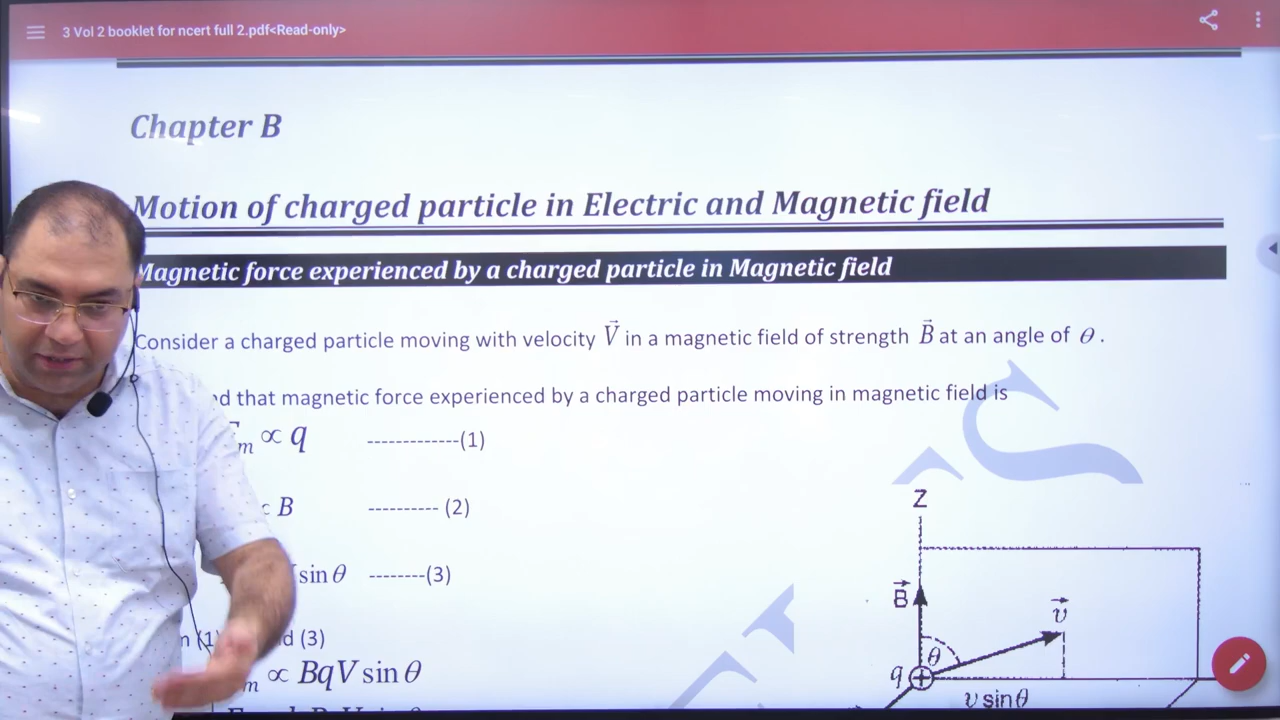 3 Vol 2 booklet for ncert full 2.pdf<Read-only>
Chapter B
Motion of charged particle in Electric and Magnetic field
Magnetic force experienced by a charged particle in Magnetic field
Consider a charged particle moving with velocity V⃗ in a magnetic field of strength B⃗ at an angle of θ .
that magnetic force experienced by a charged particle moving in magnetic field is
m ∝ q -------------(1)
B ---------- (2)
sin θ --------(3)
(3)
m ∝ BqV sin θ
Z
B⃗
v⃗
θ
q
v sinθ